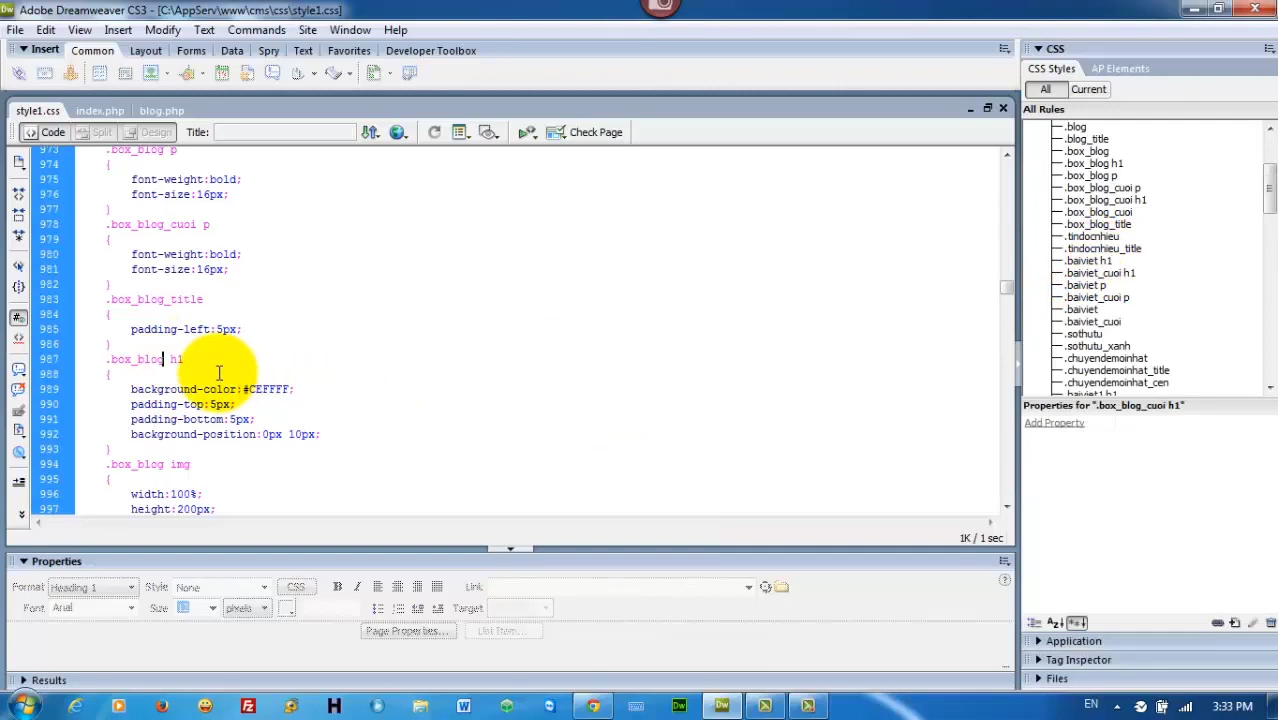 Adobe Dreamweaver CS3 - [C:\AppServ\www\cms\css\style1.css]
File Edit View Insert Modify Text Commands Site Window Help
Insert Common Layout Forms Data Spry Text Favorites Developer Toolbox
style1.css index.php blog.php
Code Split Design Title: Check Page
973 .box_blog p
974 {
975 font-weight:bold;
976 font-size:16px;
977 }
978 .box_blog_cuoi p
979 {
980 font-weight:bold;
981 font-size:16px;
982 }
983 .box_blog_title
984 {
985 padding-left:5px;
986 }
987 .box_blog h1
988 {
989 background-color:#CEFFFF;
990 padding-top:5px;
991 padding-bottom:5px;
992 background-position:0px 10px;
993 }
994 .box_blog img
995 {
996 width:100%;
997 height:200px;
1K / 1 sec
Properties
Format Heading 1 Style None CSS B I Link
Font Arial Size pixels Target
Page Properties... List Item...
Results
CSS
CSS Styles AP Elements
All Current
All Rules
.blog
.blog_title
.box_blog
.box_blog h1
.box_blog p
.box_blog_cuoi p
.box_blog_cuoi h1
.box_blog_cuoi
.box_blog_title
.tindocnhieu
.tindocnhieu_title
.baiviet h1
.baiviet_cuoi h1
.baiviet p
.baiviet_cuoi p
.baiviet
.baiviet_cuoi
.sothutu
.sothutu_xanh
.chuyendemoinhat
.chuyendemoinhat_title
.chuyendemoinhat_cen
.baiviet1 h1
Properties for ".box_blog_cuoi h1"
Add Property
Application
Tag Inspector
Files
EN 3:33 PM